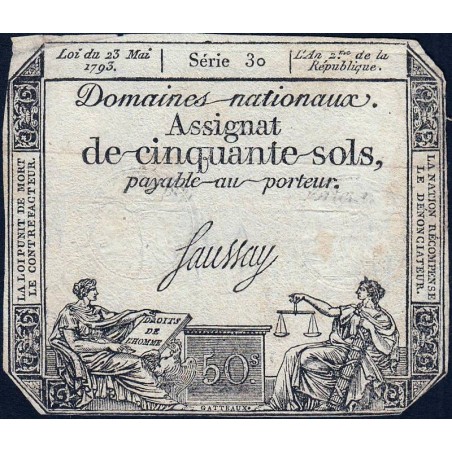 Loi du 23 Mai
1793.
Série 30
L'An 2.me de la
République.
Domaines nationaux.
Assignat
de cinquante sols,
payable au porteur.
LA LOI PUNIT DE MORT
LE CONTREFACTEUR.
LA NATION RÉCOMPENSE
LE DÉNONCIATEUR.
Saussay
DROITS
DE
L'HOMME
50.s
GATTEAUX